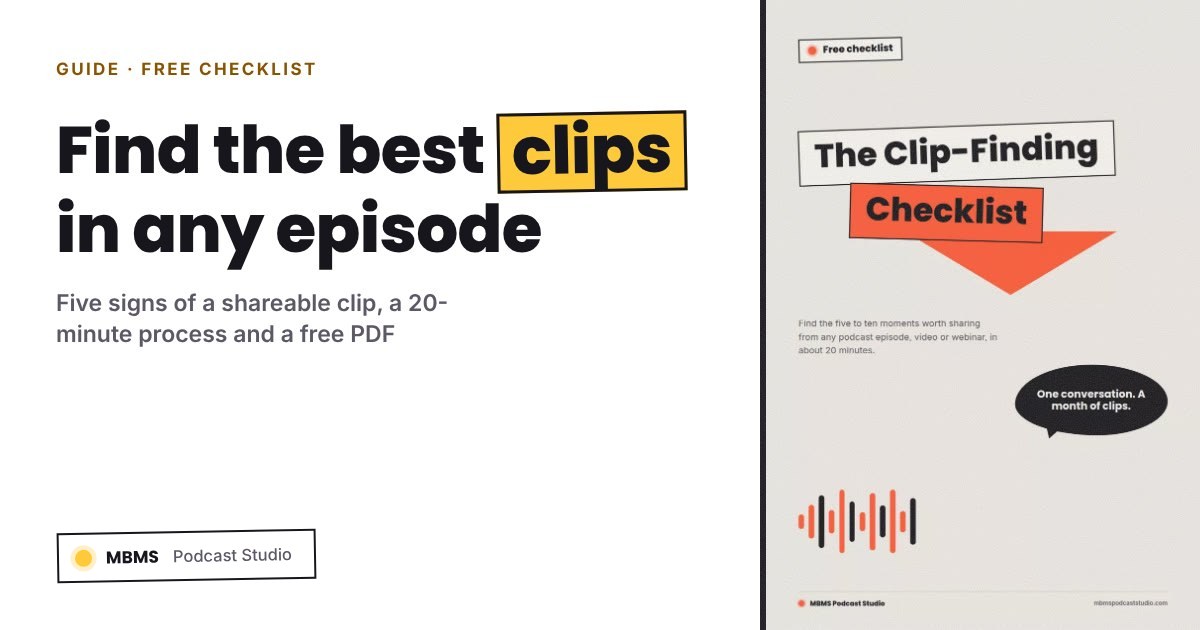 GUIDE · FREE CHECKLIST
Find the best clips
in any episode
Five signs of a shareable clip, a 20-
minute process and a free PDF
MBMS Podcast Studio
Free checklist
The Clip-Finding
Checklist
Find the five to ten moments worth sharing
from any podcast episode, video or webinar, in
about 20 minutes.
One conversation. A
month of clips.
MBMS Podcast Studio
mbmspodcaststudio.com